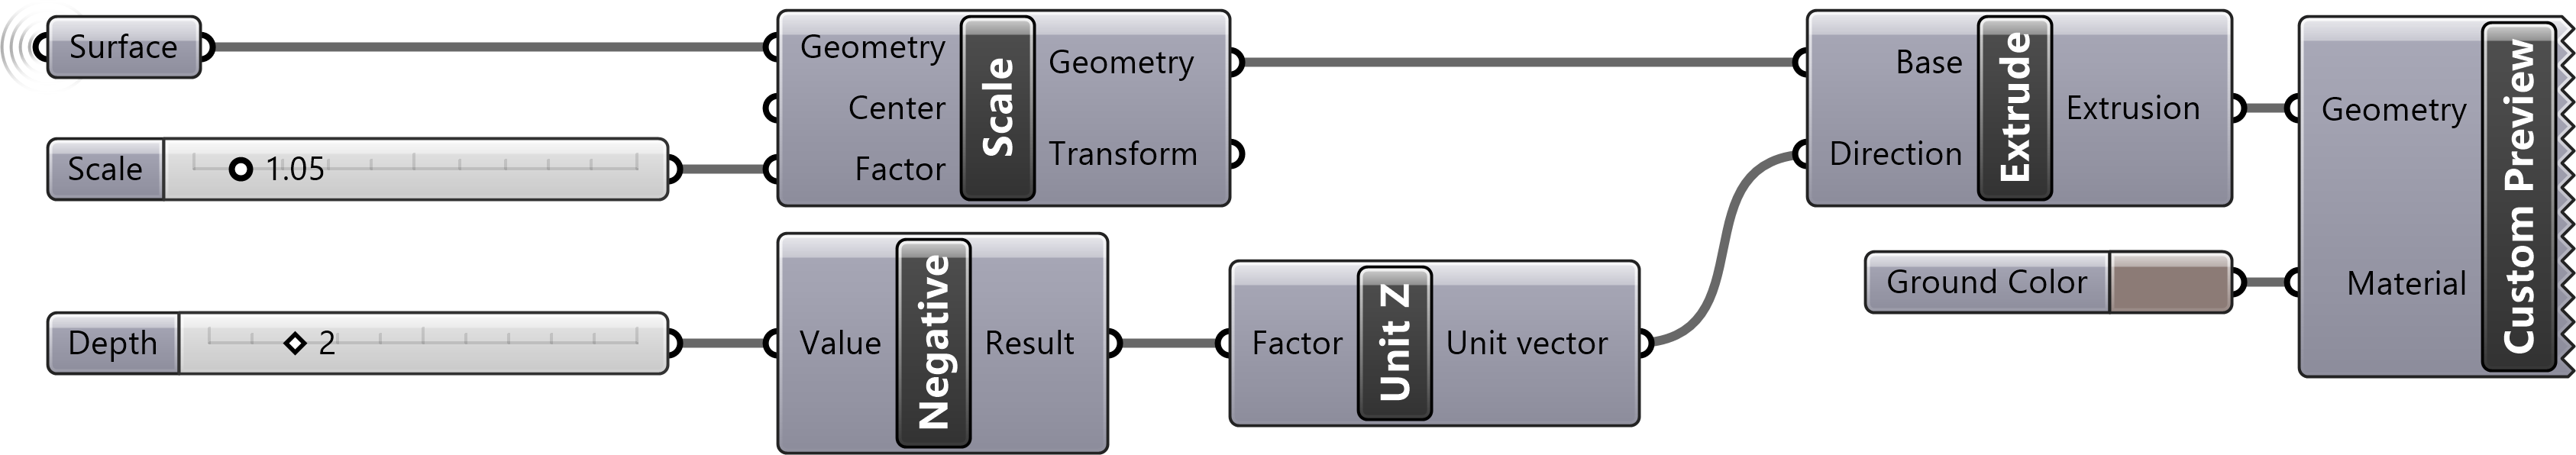 Surface
Scale 1.05
Geometry
Center
Factor
Scale
Geometry
Transform
Depth 2
Value
Negative
Result
Factor
Unit Z
Unit vector
Base
Direction
Extrude
Extrusion
Ground Color
Geometry
Material
Custom Preview